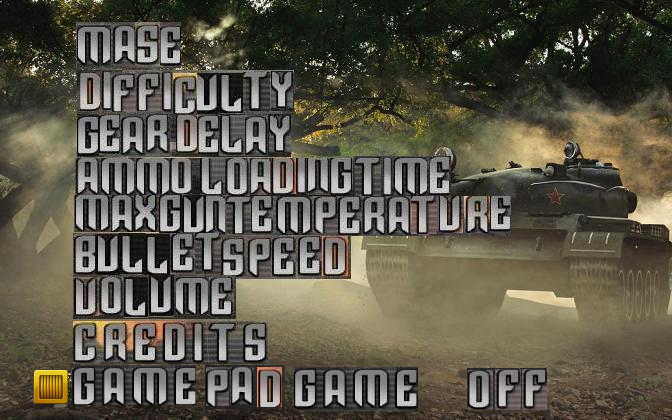 MASE
DIFFICULTY
GEAR DELAY
AMMO LOADINGTIME
MAXGUNTEMPERATURE
BULLETSPEED
VOLUME
CREDITS
GAME PAD GAME OFF